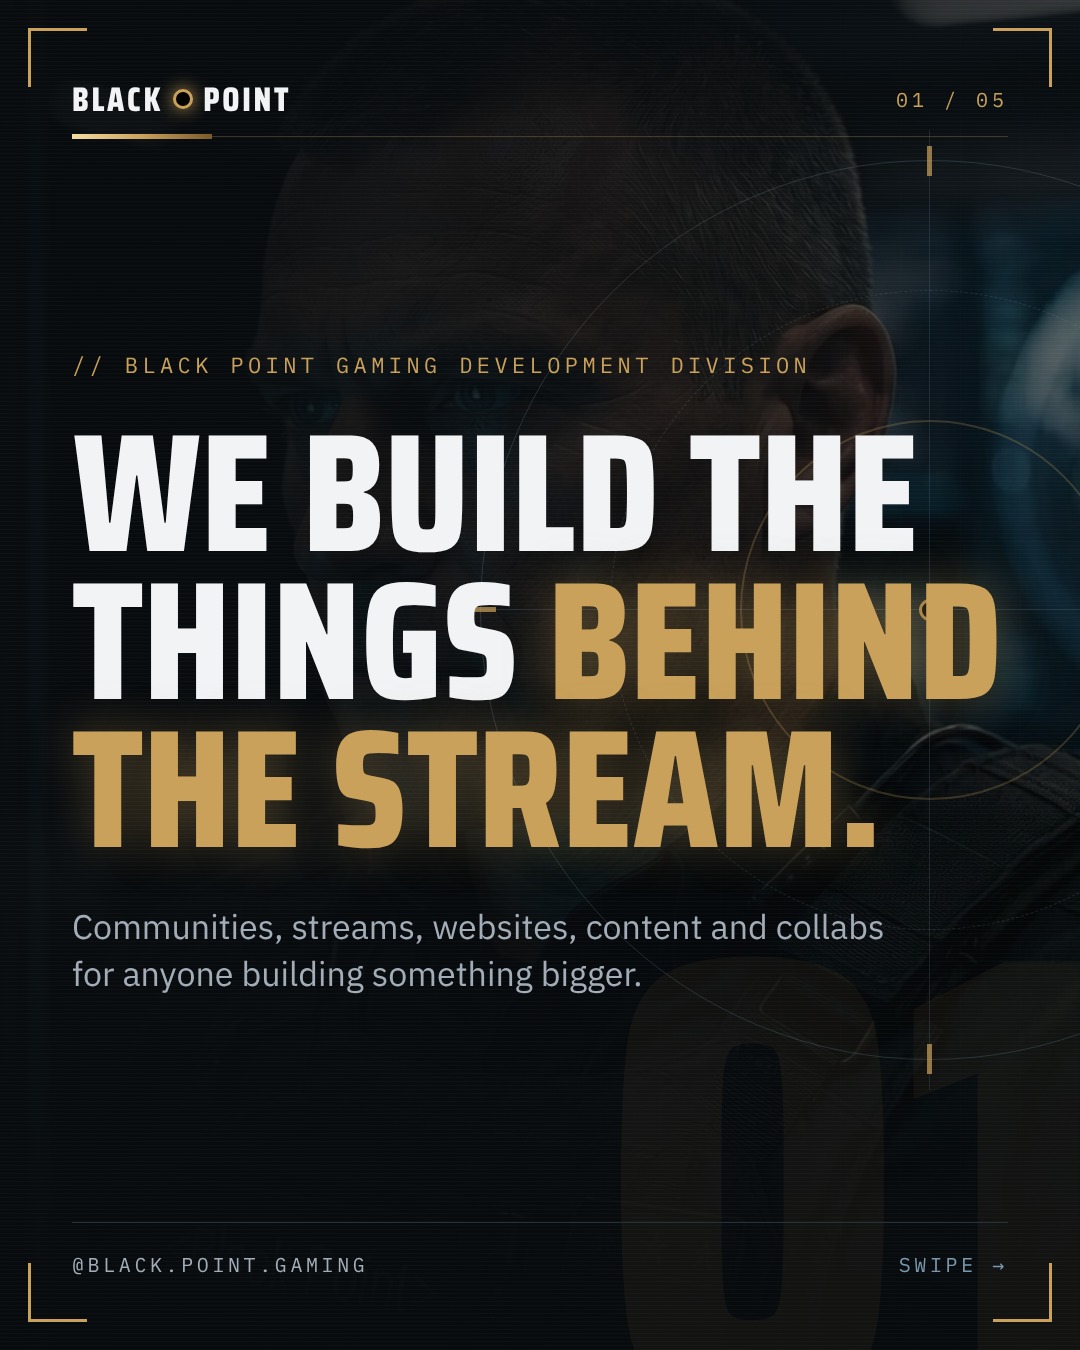 BLACK POINT
01 / 05
// BLACK POINT GAMING DEVELOPMENT DIVISION
WE BUILD THE
THINGS BEHIND
THE STREAM.
Communities, streams, websites, content and collabs
for anyone building something bigger.
01
@BLACK.POINT.GAMING
SWIPE →